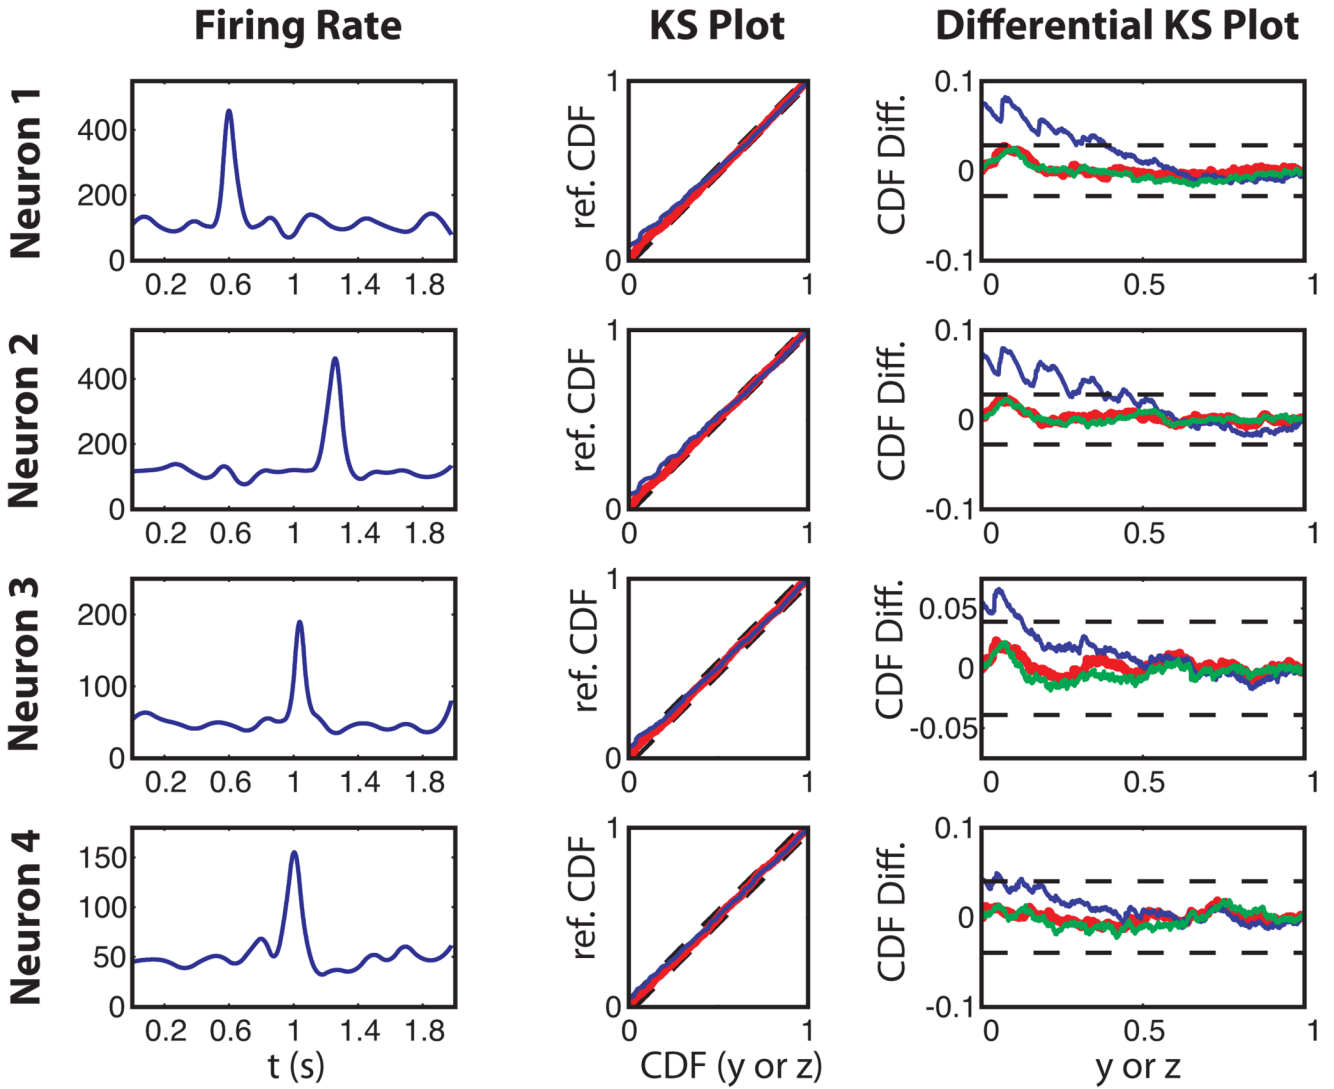 Firing Rate
KS Plot
Differential KS Plot
Neuron 1
400
200
0
0.2 0.6 1 1.4 1.8
ref. CDF
1
0
0 1
CDF Diff.
0.1
0
-0.1
0 0.5 1
Neuron 2
400
200
0
0.2 0.6 1 1.4 1.8
ref. CDF
1
0
0 1
CDF Diff.
0.1
0
-0.1
0 0.5 1
Neuron 3
200
100
0
0.2 0.6 1 1.4 1.8
ref. CDF
1
0
0 1
CDF Diff.
0.05
0
-0.05
0 0.5 1
Neuron 4
150
100
50
0
0.2 0.6 1 1.4 1.8
t (s)
ref. CDF
1
0
0 1
CDF (y or z)
CDF Diff.
0.1
0
-0.1
0 0.5 1
y or z